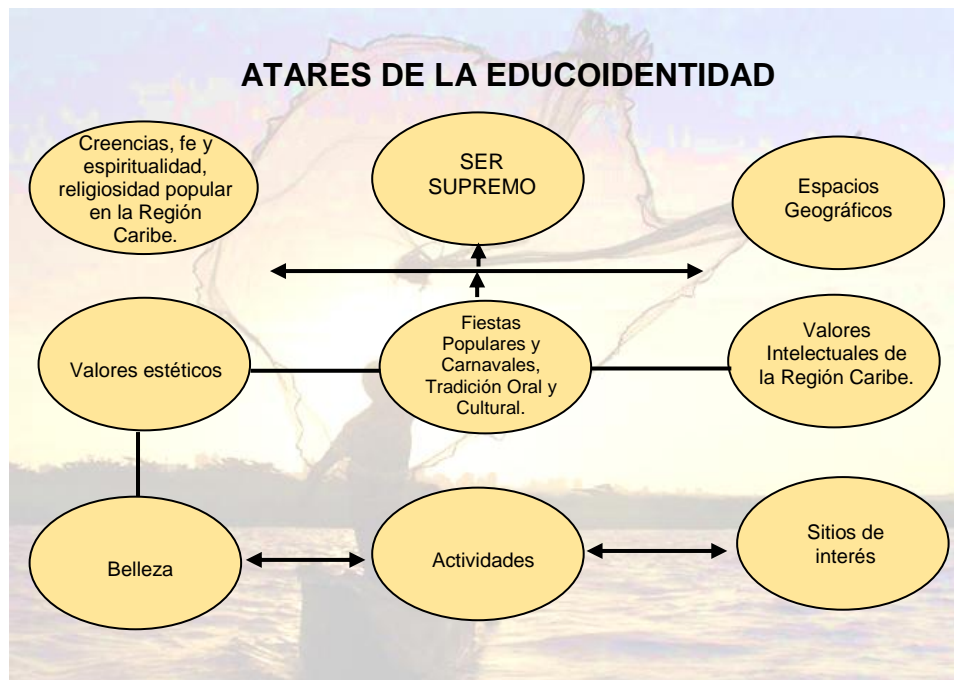 ATARES DE LA EDUCOIDENTIDAD
Creencias, fe y
espiritualidad,
religiosidad popular
en la Región
Caribe.
SER
SUPREMO
Espacios
Geográficos
Valores estéticos
Fiestas
Populares y
Carnavales,
Tradición Oral y
Cultural.
Valores
Intelectuales de
la Región Caribe.
Belleza
Actividades
Sitios de
interés